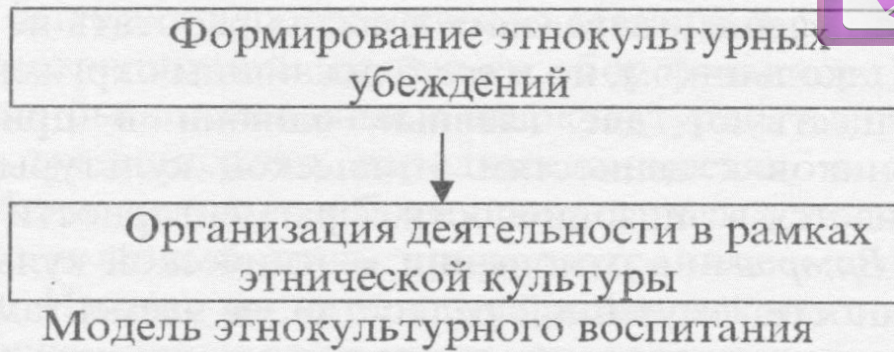 Формирование этнокультурных
убеждений
Организация деятельности в рамках
этнической культуры
Модель этнокультурного воспитания